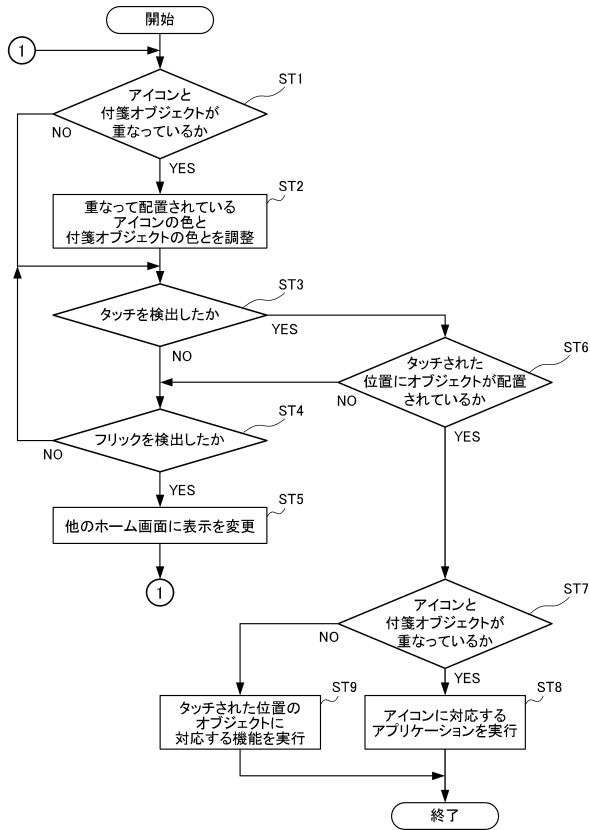 開始
1
ST1
アイコンと
付箋オブジェクトが
重なっているか
NO
YES
ST2
重なって配置されている
アイコンの色と
付箋オブジェクトの色とを調整
ST3
タッチを検出したか
YES
NO
ST6
タッチされた
位置にオブジェクトが配置
されているか
NO
YES
ST4
フリックを検出したか
NO
YES
ST5
他のホーム画面に表示を変更
1
ST7
アイコンと
付箋オブジェクトが
重なっているか
NO
YES
ST9
タッチされた位置の
オブジェクトに
対応する機能を実行
ST8
アイコンに対応する
アプリケーションを実行
終了